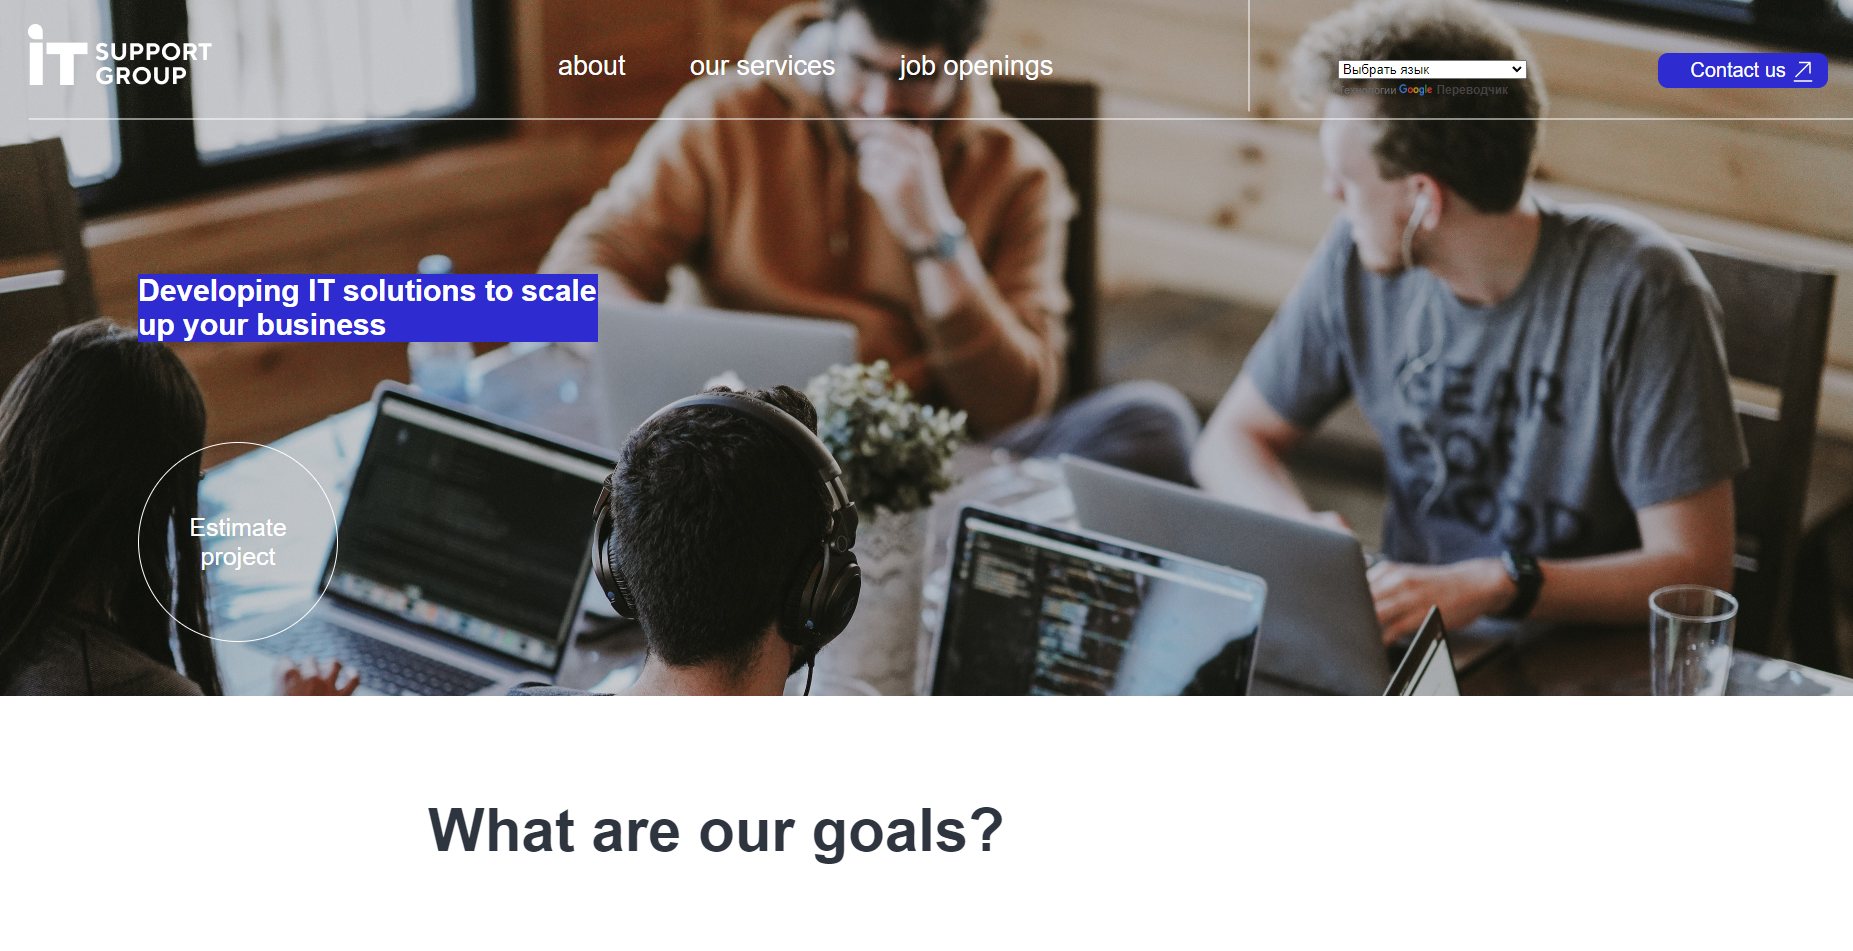 iT SUPPORT
GROUP
about
our services
job openings
Выбрать язык
Технологии Google Переводчик
Contact us
Developing IT solutions to scale
up your business
Estimate
project
What are our goals?